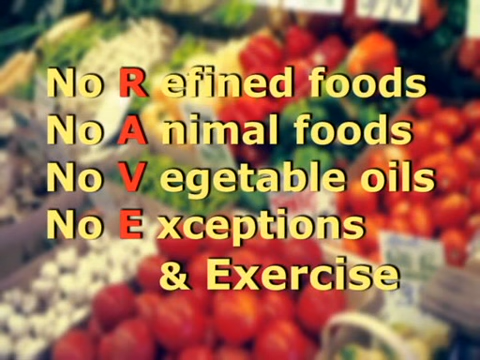 No Refined foods
No Animal foods
No Vegetable oils
No Exceptions
& Exercise